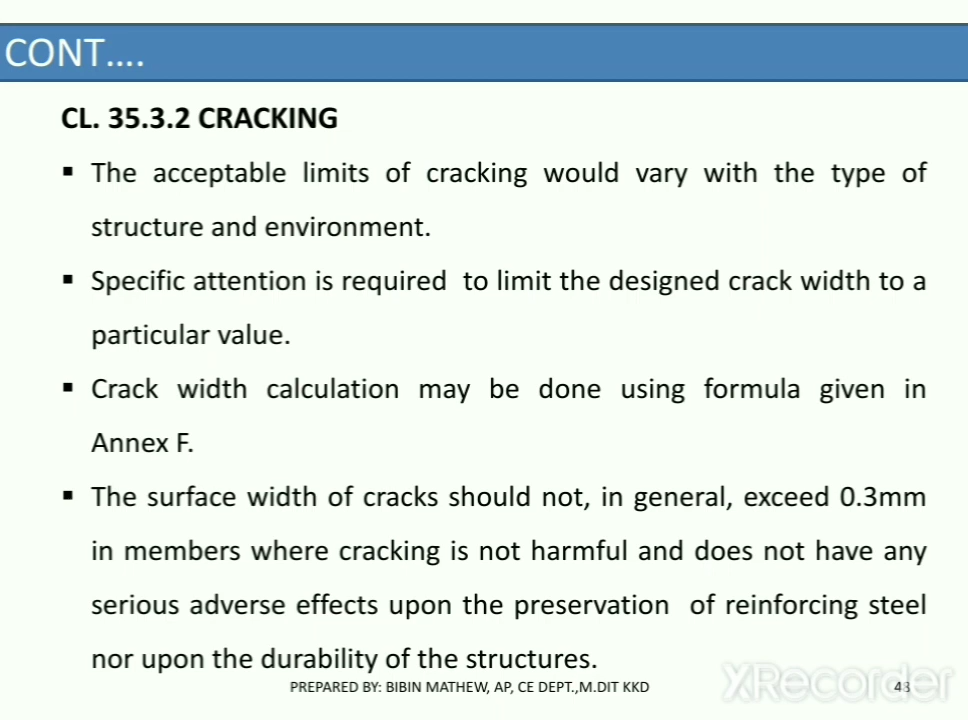 CONT....
CL. 35.3.2 CRACKING
▪ The acceptable limits of cracking would vary with the type of
structure and environment.
▪ Specific attention is required to limit the designed crack width to a
particular value.
▪ Crack width calculation may be done using formula given in
Annex F.
▪ The surface width of cracks should not, in general, exceed 0.3mm
in members where cracking is not harmful and does not have any
serious adverse effects upon the preservation of reinforcing steel
nor upon the durability of the structures.
PREPARED BY: BIBIN MATHEW, AP, CE DEPT.,M.DIT KKD
XRecorder
48